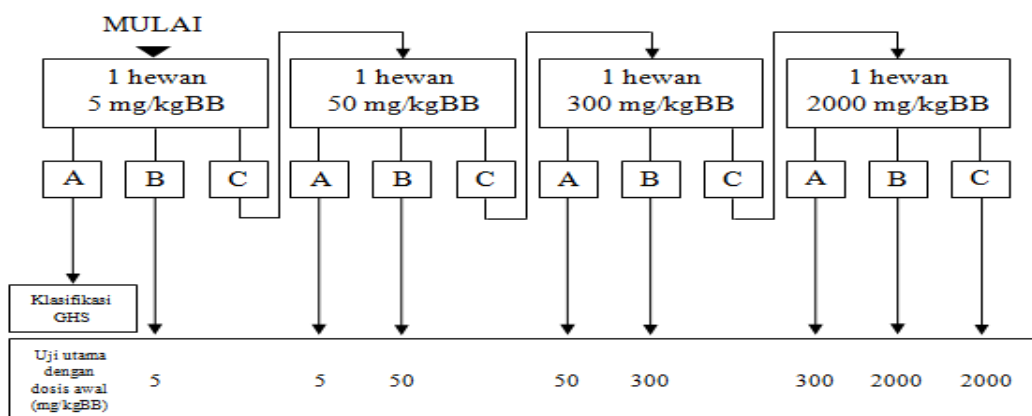 MULAI
1 hewan
5 mg/kgBB
1 hewan
50 mg/kgBB
1 hewan
300 mg/kgBB
1 hewan
2000 mg/kgBB
A
B
C
A
B
C
A
B
C
A
B
C
Klasifikasi
GHS
Uji utama
dengan
dosis awal
(mg/kgBB)
5
5
50
50
300
300
2000
2000